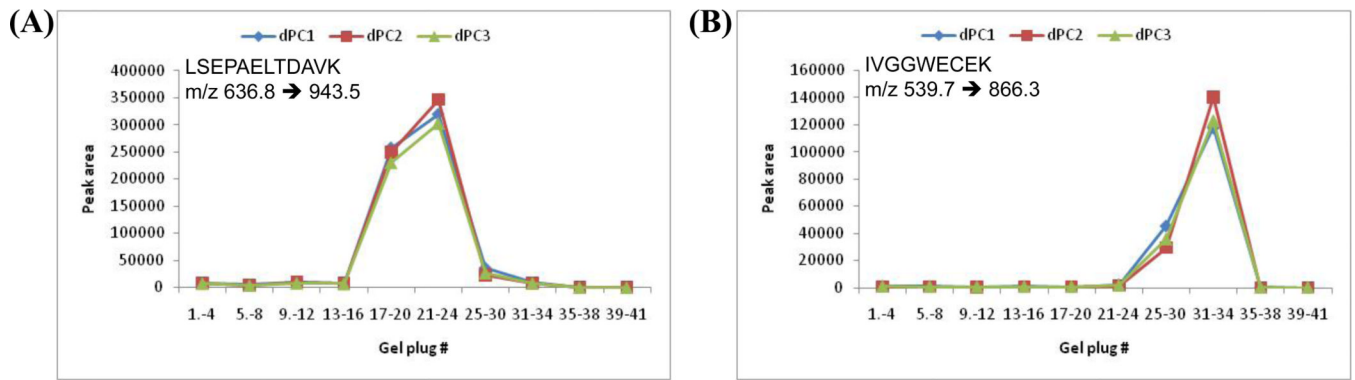 (A)
dPC1 dPC2 dPC3
LSEPAELTDAVK
m/z 636.8 ➔ 943.5
Peak area
400000
350000
300000
250000
200000
150000
100000
50000
0
1.-4 5.-8 9.-12 13-16 17-20 21-24 25-30 31-34 35-38 39-41
Gel plug #
(B)
dPC1 dPC2 dPC3
IVGGWECEK
m/z 539.7 ➔ 866.3
Peak area
160000
140000
120000
100000
80000
60000
40000
20000
0
1.-4 5.-8 9.-12 13-16 17-20 21-24 25-30 31-34 35-38 39-41
Gel plug #